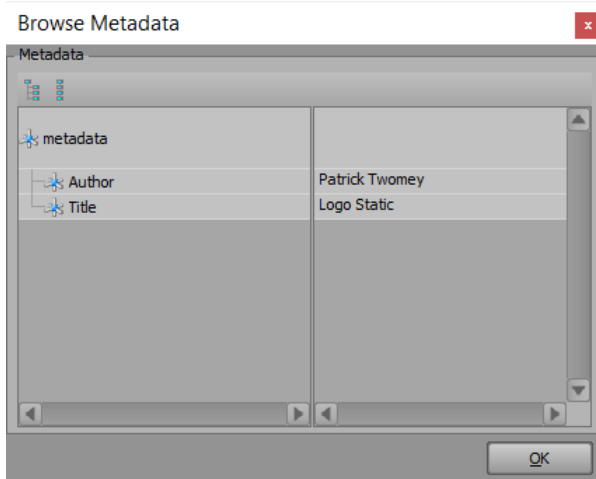 Browse Metadata
x
Metadata
metadata
Author Patrick Twomey
Title Logo Static
OK